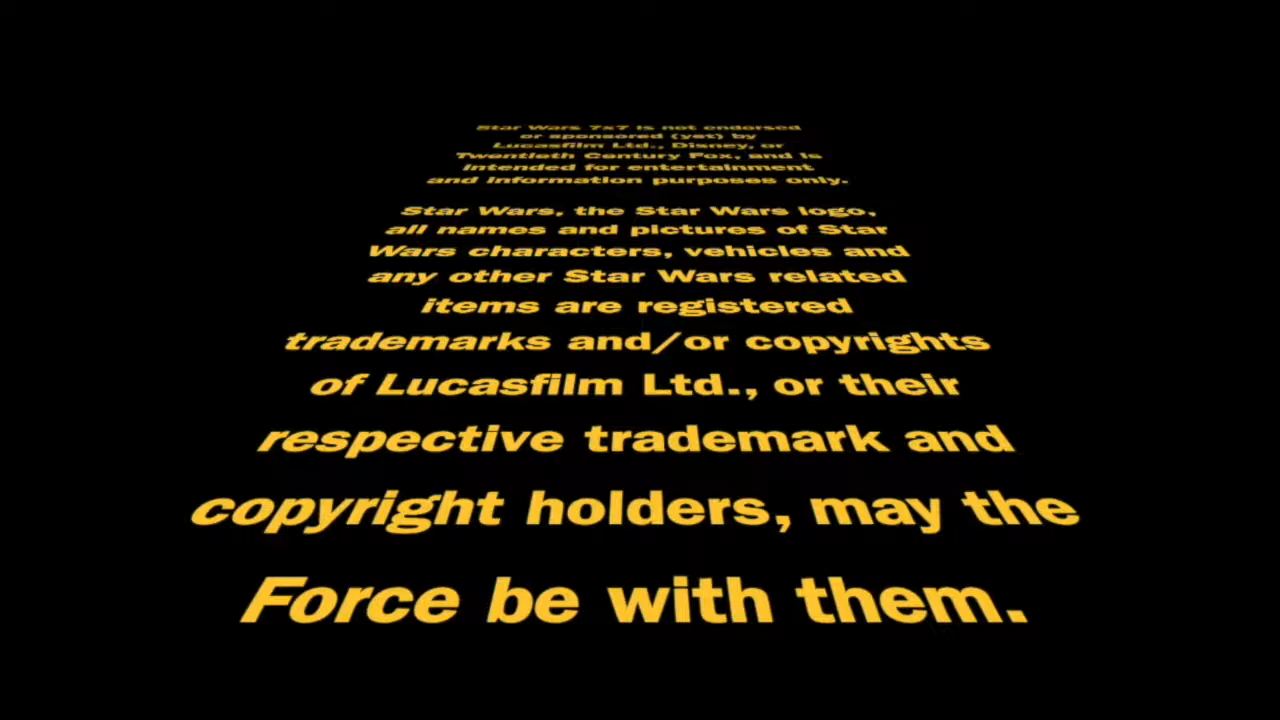 Star Wars 7x7 is not endorsed
or sponsored (yet) by
Lucasfilm Ltd., Disney, or
Twentieth Century Fox, and is
intended for entertainment
and information purposes only.
Star Wars, the Star Wars logo,
all names and pictures of Star
Wars characters, vehicles and
any other Star Wars related
items are registered
trademarks and/or copyrights
of Lucasfilm Ltd., or their
respective trademark and
copyright holders, may the
Force be with them.